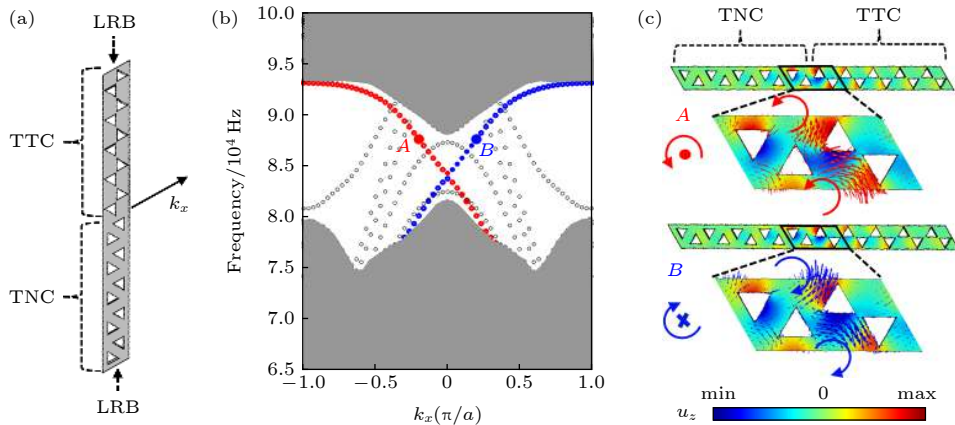 (a)
LRB
TTC
k_x
TNC
LRB
(b)
Frequency/10^4 Hz
10.0
9.5
9.0
8.5
8.0
7.5
7.0
6.5
A
B
−1.0
−0.5
0
0.5
1.0
k_x(π/a)
(c)
TNC
TTC
A
B
min
0
max
u_z